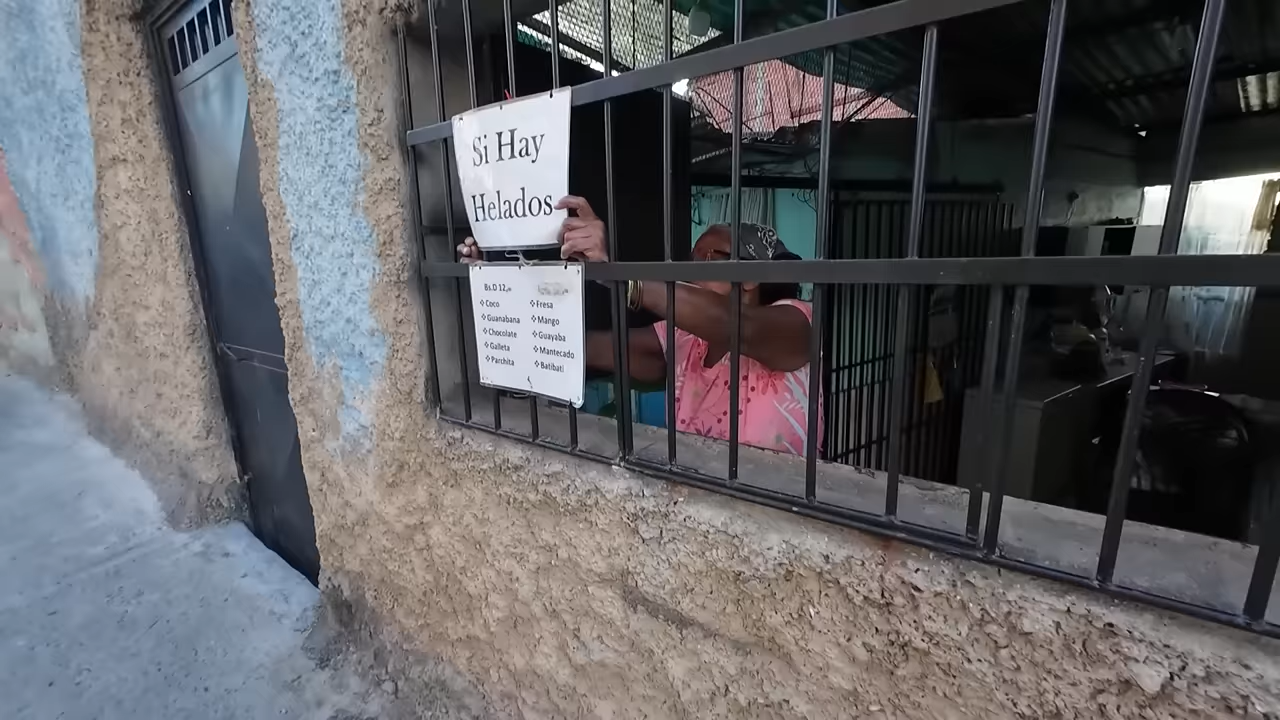 Si Hay
Helados
Bs.D 12,
Coco
Guanabana
Chocolate
Galleta
Parchita
Fresa
Mango
Guayaba
Mantecado
Batibati